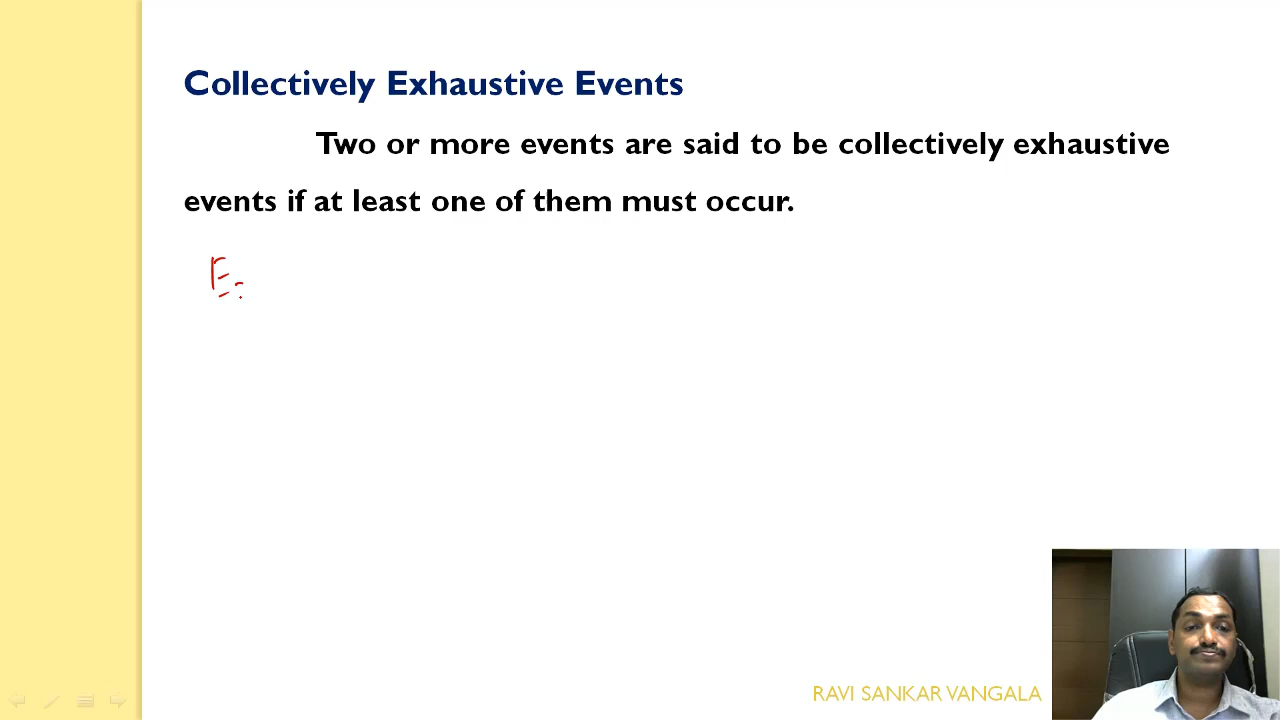 Collectively Exhaustive Events
Two or more events are said to be collectively exhaustive
events if at least one of them must occur.
RAVI SANKAR VANGALA